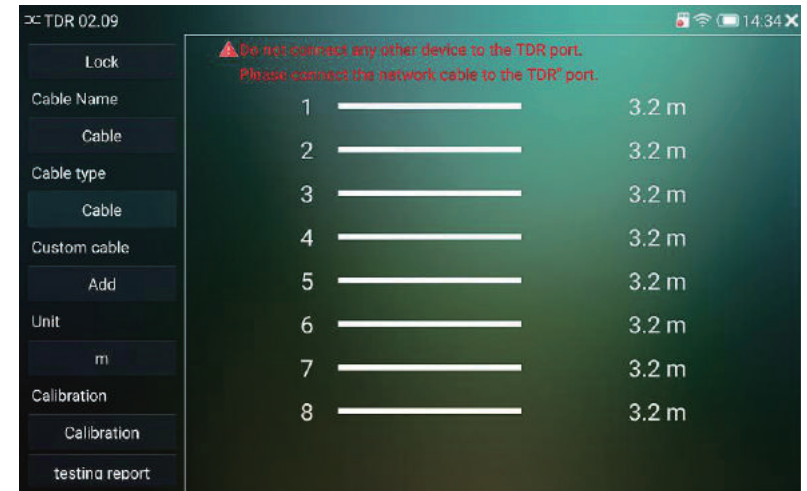 TDR 02.09
14:34
Lock
Cable Name
Cable
Cable type
Cable
Custom cable
Add
Unit
m
Calibration
Calibration
testing report
Do not connect any other device to the TDR port.
Please connect the network cable to the TDR" port.
1 3.2 m
2 3.2 m
3 3.2 m
4 3.2 m
5 3.2 m
6 3.2 m
7 3.2 m
8 3.2 m